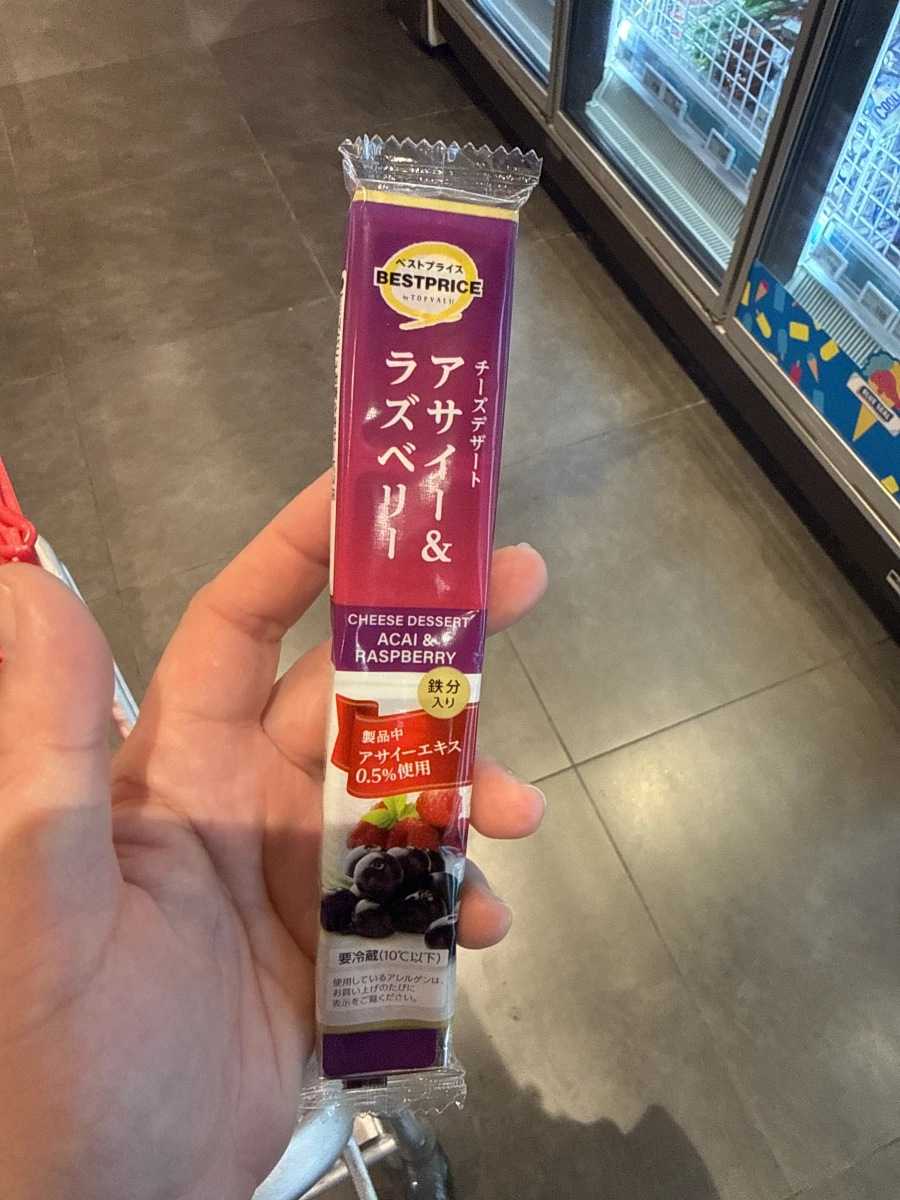 ベストプライス
BESTPRICE
by TOPVALU
チーズデザート
アサイー&
ラズベリー
CHEESE DESSERT
ACAI &
RASPBERRY
鉄分
入り
製品中
アサイーエキス
0.5%使用
要冷蔵(10℃以下)
使用しているアレルゲンは、
お買い上げのたびに
表示をご覧ください。